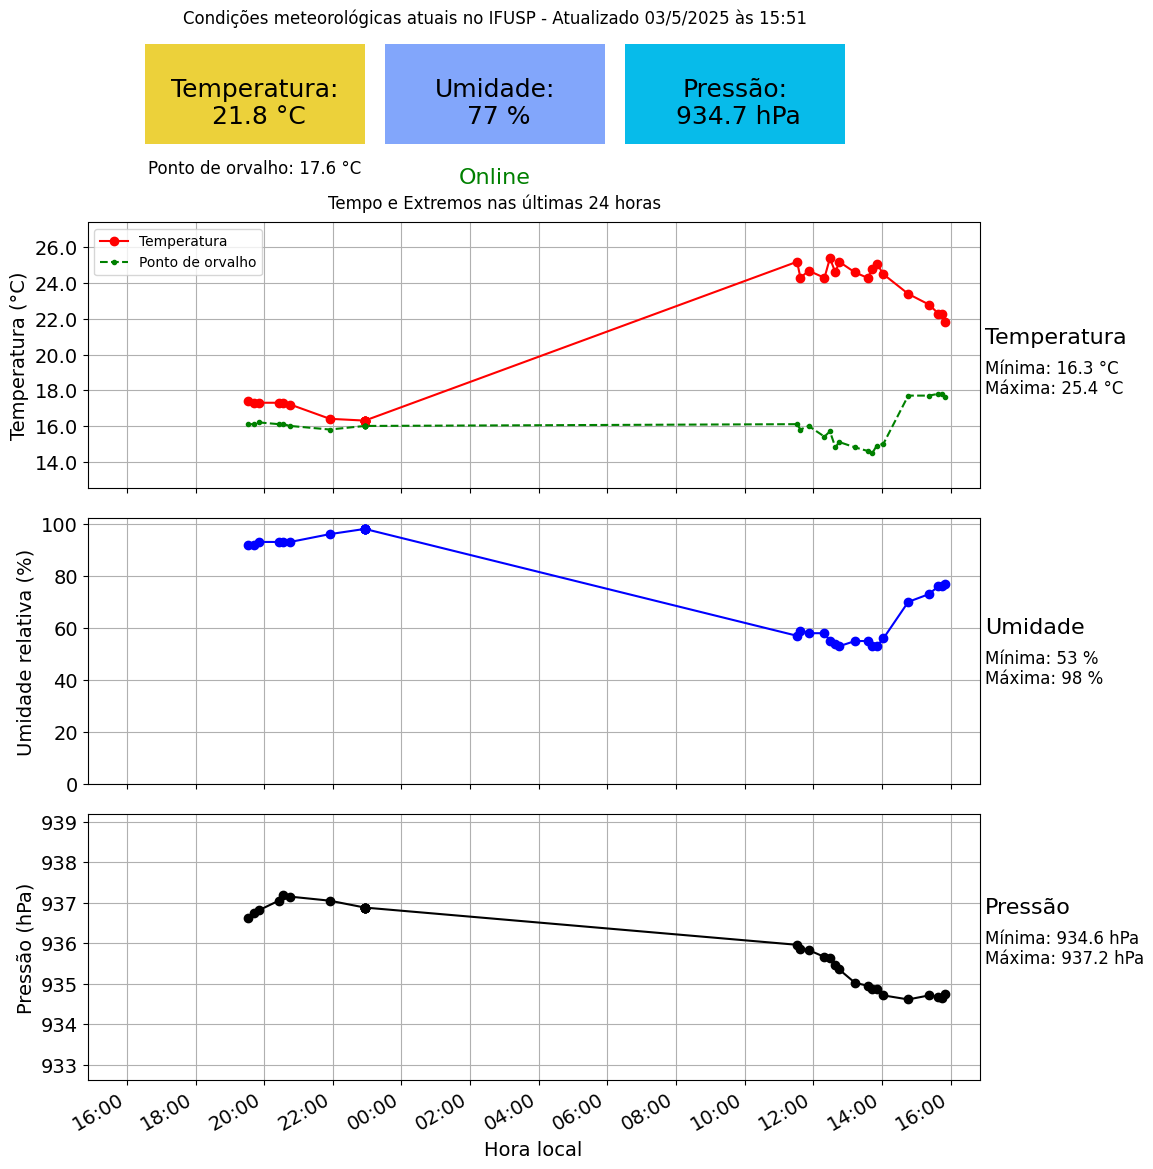 Condições meteorológicas atuais no IFUSP - Atualizado 03/5/2025 às 15:51
Temperatura:
21.8 °C
Umidade:
77 %
Pressão:
934.7 hPa
Ponto de orvalho: 17.6 °C
Online
Tempo e Extremos nas últimas 24 horas
Temperatura
Ponto de orvalho
Temperatura (°C)
26.0
24.0
22.0
20.0
18.0
16.0
14.0
Temperatura
Mínima: 16.3 °C
Máxima: 25.4 °C
Umidade relativa (%)
100
80
60
40
20
0
Umidade
Mínima: 53 %
Máxima: 98 %
Pressão (hPa)
939
938
937
936
935
934
933
Pressão
Mínima: 934.6 hPa
Máxima: 937.2 hPa
16:00
18:00
20:00
22:00
00:00
02:00
04:00
06:00
08:00
10:00
12:00
14:00
16:00
Hora local